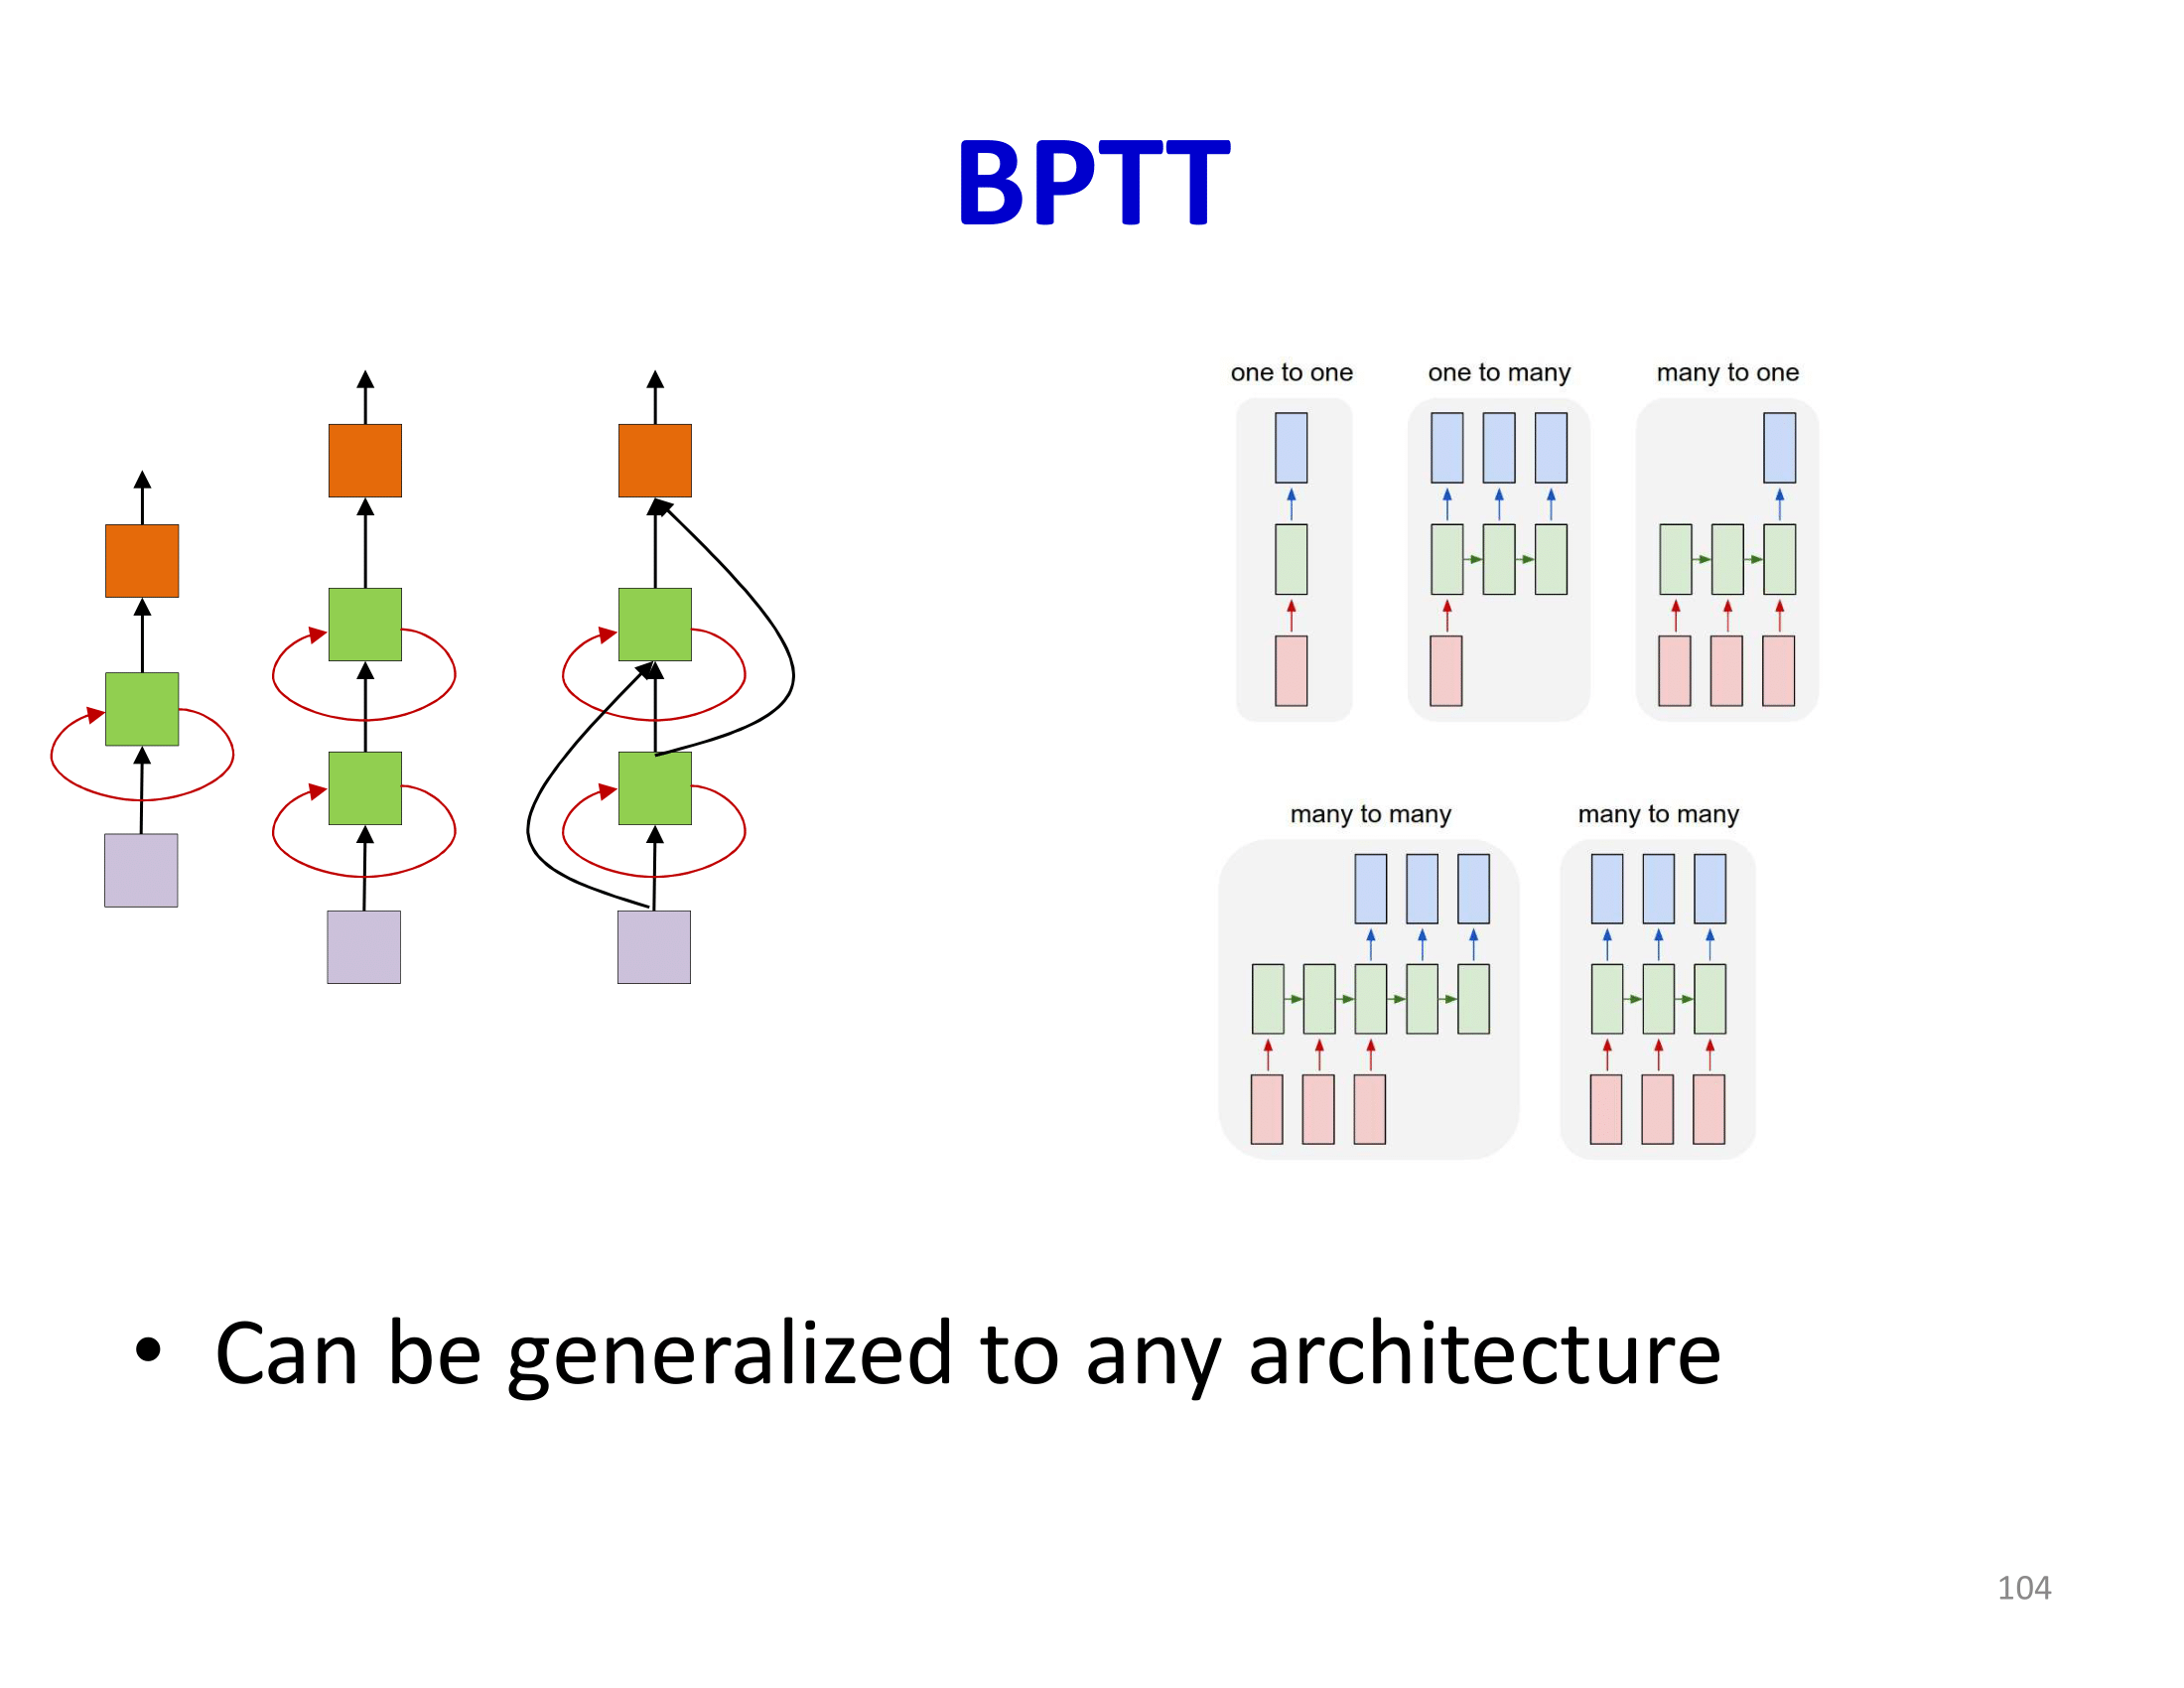 BPTT
one to one
one to many
many to one
many to many
many to many
• Can be generalized to any architecture
104